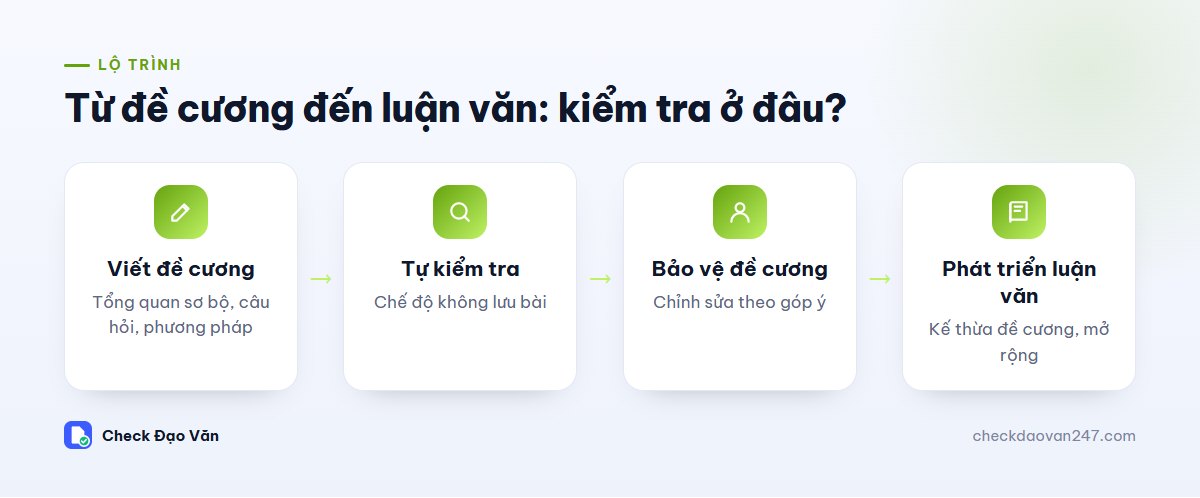 LỘ TRÌNH
Từ đề cương đến luận văn: kiểm tra ở đâu?
Viết đề cương
Tổng quan sơ bộ, câu
hỏi, phương pháp
Tự kiểm tra
Chế độ không lưu bài
Bảo vệ đề cương
Chỉnh sửa theo góp ý
Phát triển luận
văn
Kế thừa đề cương, mở
rộng
Check Đạo Văn
checkdaovan247.com